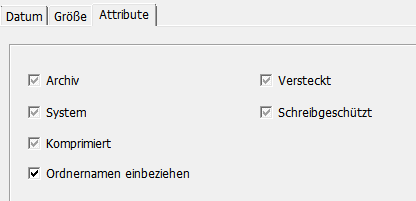 Datum Größe Attribute
Archiv Versteckt
System Schreibgeschützt
Komprimiert
Ordnernamen einbeziehen